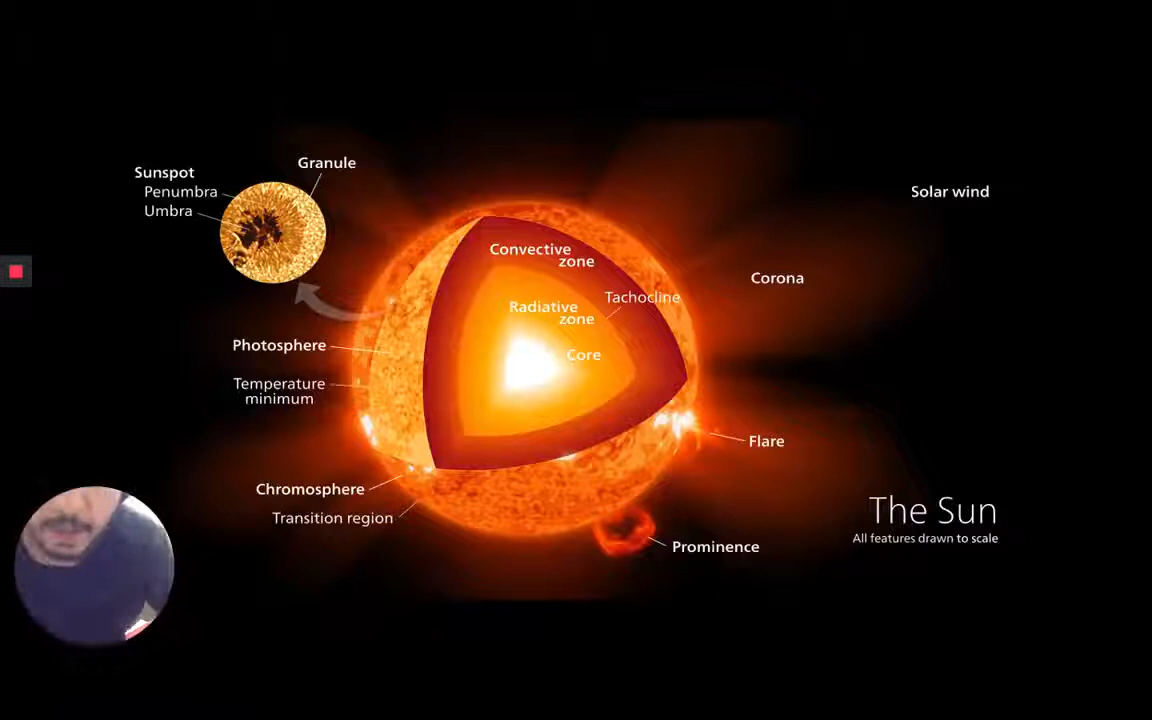 Granule
Sunspot
Penumbra
Umbra
Solar wind
Convective
zone
Corona
Tachocline
Radiative
zone
Photosphere
Core
Temperature
minimum
Flare
Chromosphere
Transition region
The Sun
All features drawn to scale
Prominence